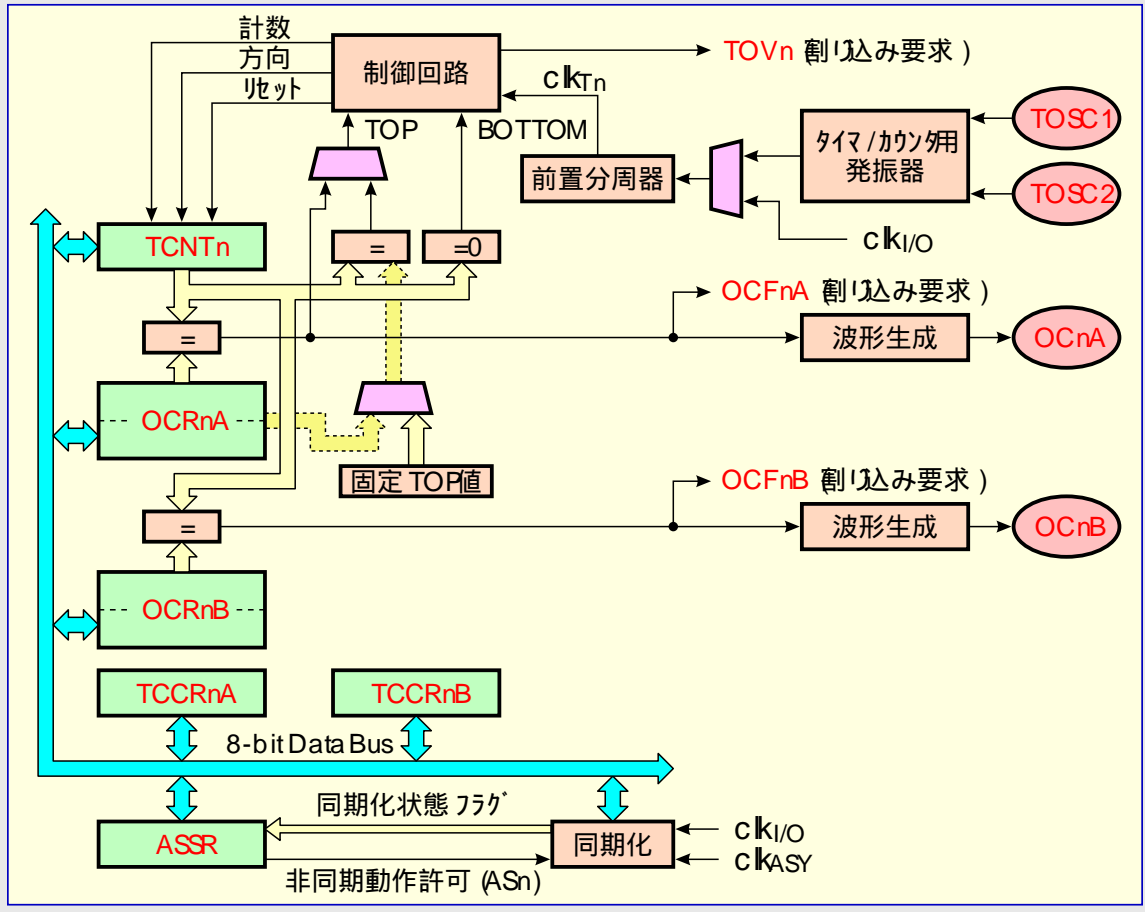 計数
方向
リセット
制御回路
TOVn (割り込み要求)
clkTn
TOP
BOTTOM
前置分周器
タイマ/カウンタ用
発振器
TOSC1
TOSC2
clkI/O
TCNTn
=
=0
OCFnA (割り込み要求)
=
波形生成
OCnA
OCRnA
固定TOP値
OCFnB (割り込み要求)
=
波形生成
OCnB
OCRnB
TCCRnA
TCCRnB
8-bit Data Bus
同期化状態フラグ
ASSR
同期化
clkI/O
clkASY
非同期動作許可(ASn)